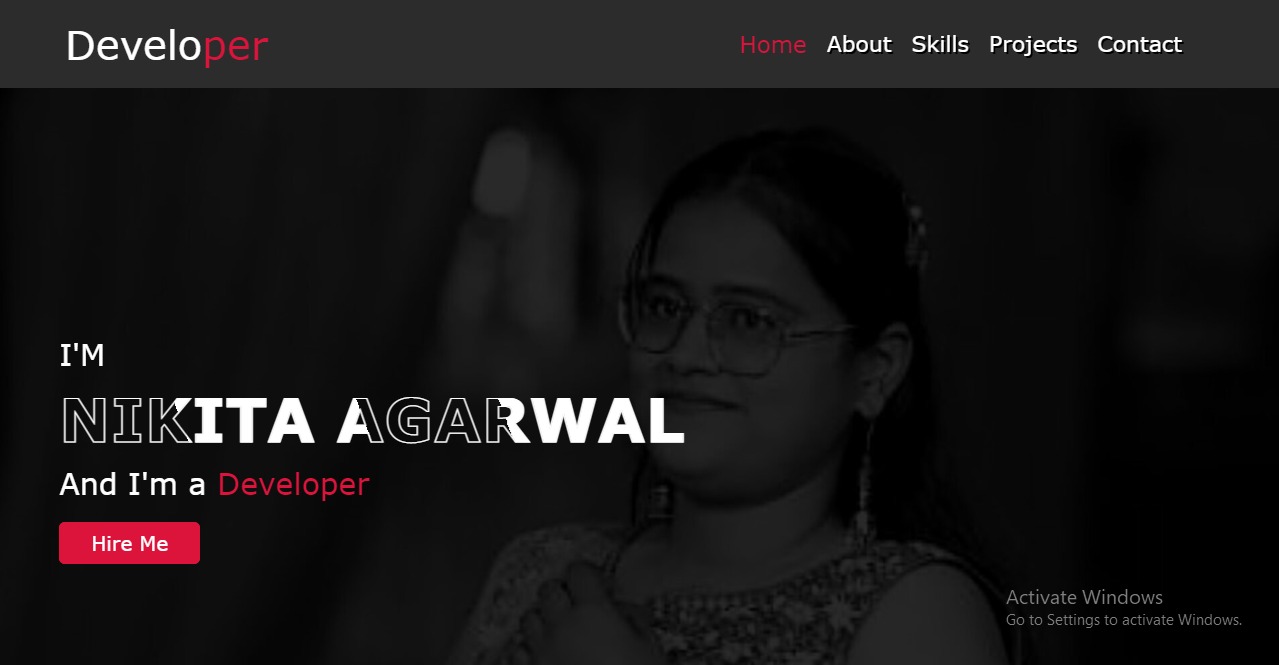 Developer
Home About Skills Projects Contact
I'M
NIKITA AGARWAL
And I'm a Developer
Hire Me
Activate Windows
Go to Settings to activate Windows.